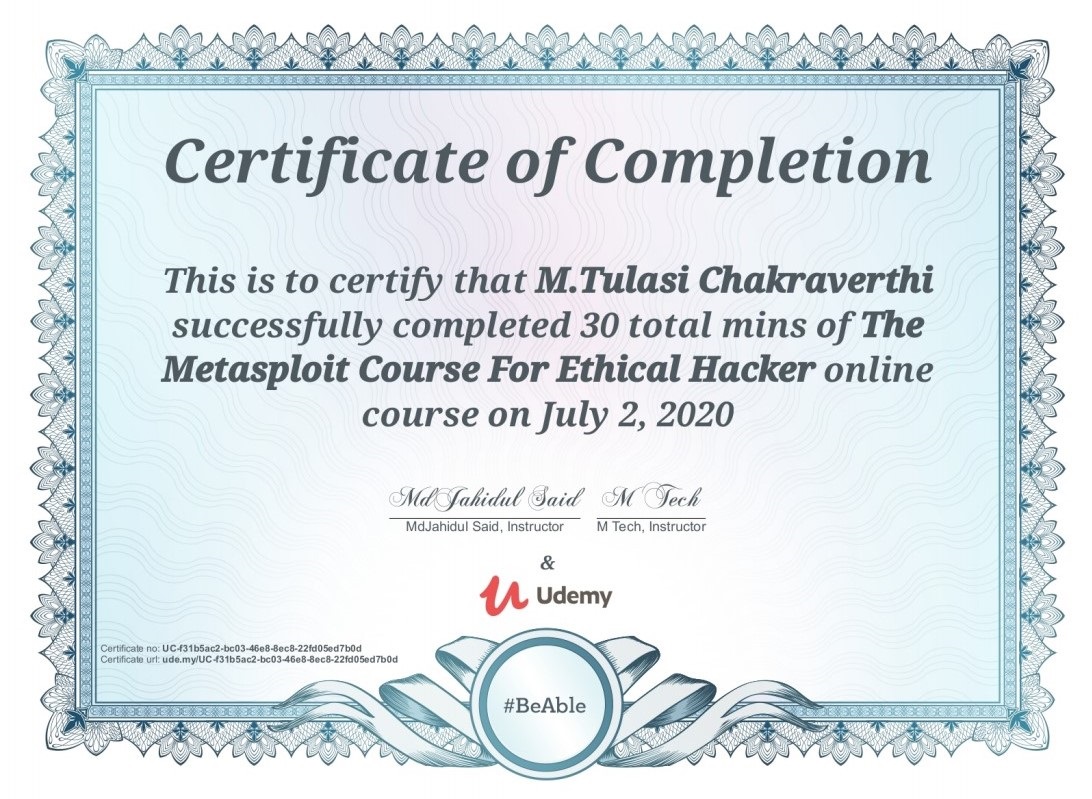 Certificate of Completion
This is to certify that M.Tulasi Chakraverthi
successfully completed 30 total mins of The
Metasploit Course For Ethical Hacker online
course on July 2, 2020
MdJahidul Said M Tech
MdJahidul Said, Instructor M Tech, Instructor
&
Udemy
Certificate no: UC-f31b5ac2-bc03-46e8-8ec8-22fd05ed7b0d
Certificate url: ude.my/UC-f31b5ac2-bc03-46e8-8ec8-22fd05ed7b0d
#BeAble